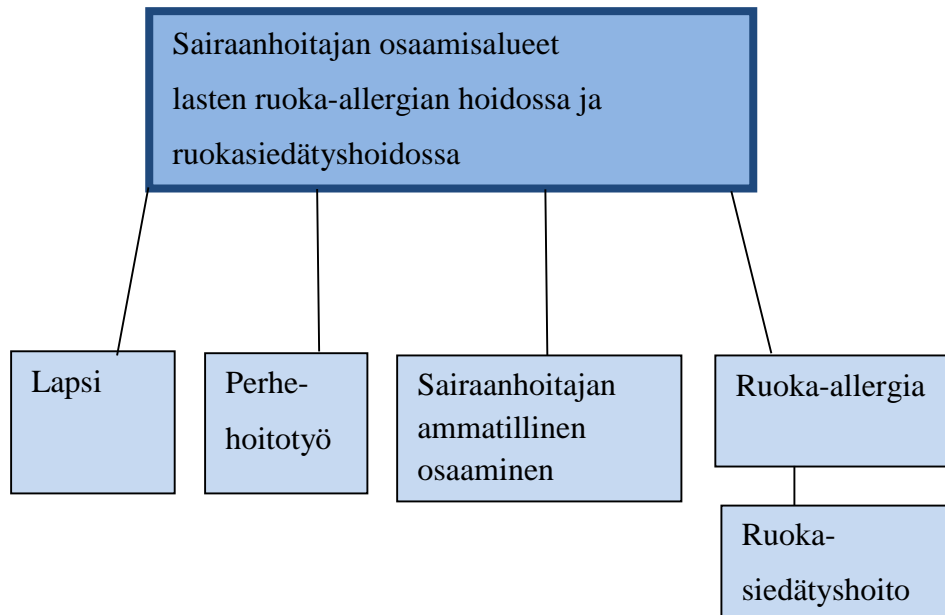 Sairaanhoitajan osaamisalueet
lasten ruoka-allergian hoidossa ja
ruokasiedätyshoidossa
Lapsi
Perhe-
hoitotyö
Sairaanhoitajan
ammatillinen
osaaminen
Ruoka-allergia
Ruoka-
siedätyshoito